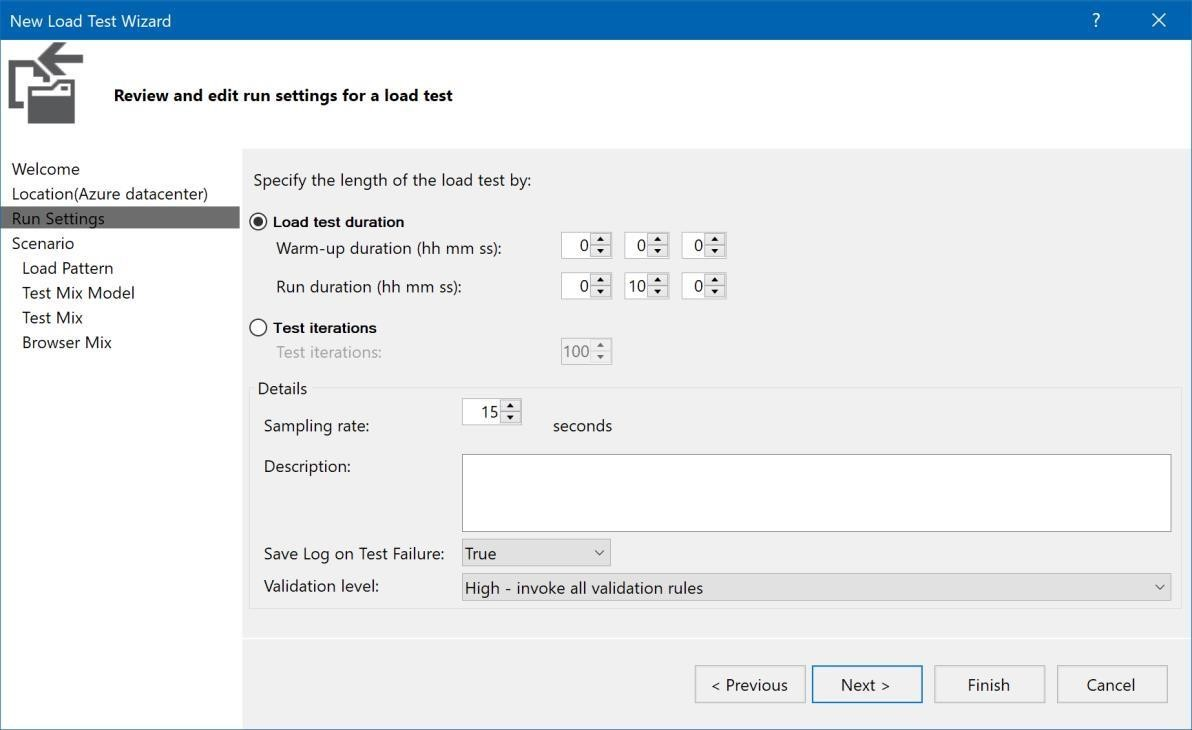 New Load Test Wizard ?
Review and edit run settings for a load test
Welcome
Location(Azure datacenter)
Run Settings
Scenario
Load Pattern
Test Mix Model
Test Mix
Browser Mix
Specify the length of the load test by:
Load test duration
Warm-up duration (hh mm ss): 0 0 0
Run duration (hh mm ss): 0 10 0
Test iterations
Test iterations: 100
Details
Sampling rate: 15 seconds
Description:
Save Log on Test Failure: True
Validation level: High - invoke all validation rules
< Previous Next > Finish Cancel